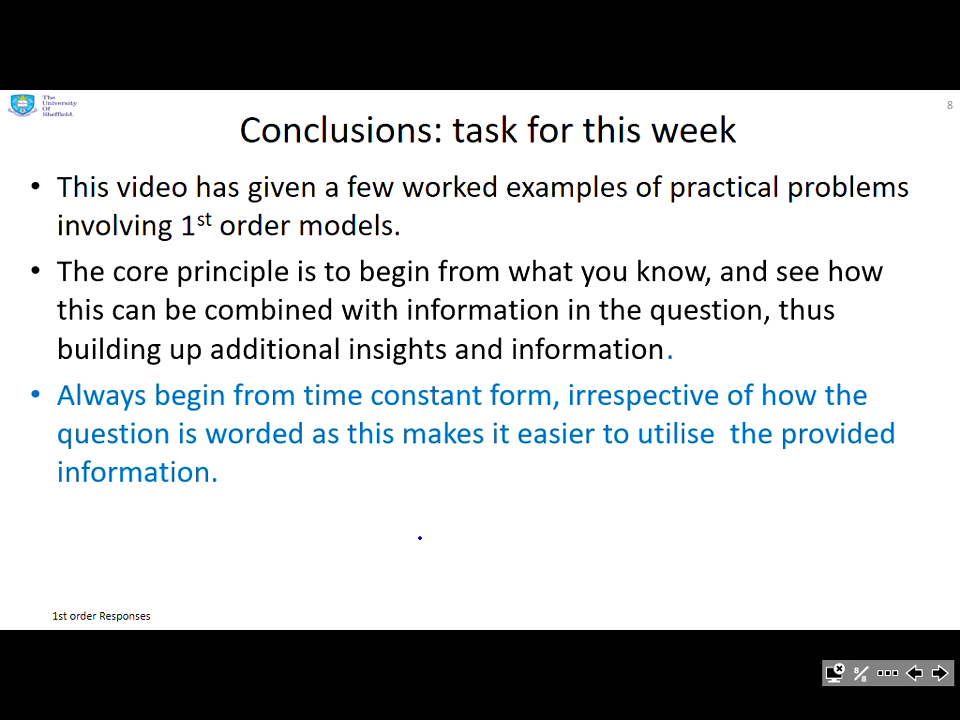 The
University
Of
Sheffield.
8
Conclusions: task for this week
• This video has given a few worked examples of practical problems
involving 1st order models.
• The core principle is to begin from what you know, and see how
this can be combined with information in the question, thus
building up additional insights and information.
• Always begin from time constant form, irrespective of how the
question is worded as this makes it easier to utilise  the provided
information.
1st order Responses
8/8